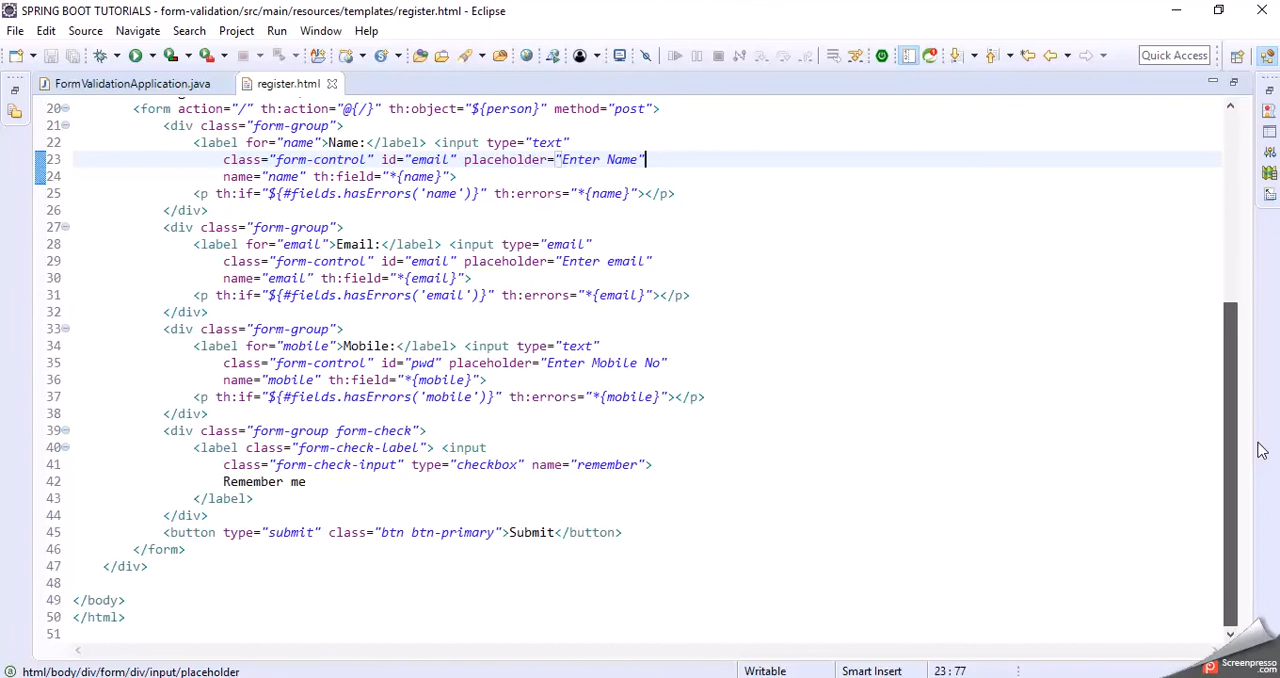 SPRING BOOT TUTORIALS - form-validation/src/main/resources/templates/register.html - Eclipse
File Edit Source Navigate Search Project Run Window Help
Quick Access
FormValidationApplication.java register.html
20 <form action="/" th:action="@{/}" th:object="${person}" method="post">
21 <div class="form-group">
22 <label for="name">Name:</label> <input type="text"
23 class="form-control" id="email" placeholder="Enter Name"
24 name="name" th:field="*{name}">
25 <p th:if="${#fields.hasErrors('name')}" th:errors="*{name}"></p>
26 </div>
27 <div class="form-group">
28 <label for="email">Email:</label> <input type="email"
29 class="form-control" id="email" placeholder="Enter email"
30 name="email" th:field="*{email}">
31 <p th:if="${#fields.hasErrors('email')}" th:errors="*{email}"></p>
32 </div>
33 <div class="form-group">
34 <label for="mobile">Mobile:</label> <input type="text"
35 class="form-control" id="pwd" placeholder="Enter Mobile No"
36 name="mobile" th:field="*{mobile}">
37 <p th:if="${#fields.hasErrors('mobile')}" th:errors="*{mobile}"></p>
38 </div>
39 <div class="form-group form-check">
40 <label class="form-check-label"> <input
41 class="form-check-input" type="checkbox" name="remember">
42 Remember me
43 </label>
44 </div>
45 <button type="submit" class="btn btn-primary">Submit</button>
46 </form>
47 </div>
48
49 </body>
50 </html>
51
html/body/div/form/div/input/placeholder Writable Smart Insert 23 : 77
Screenpresso
.com